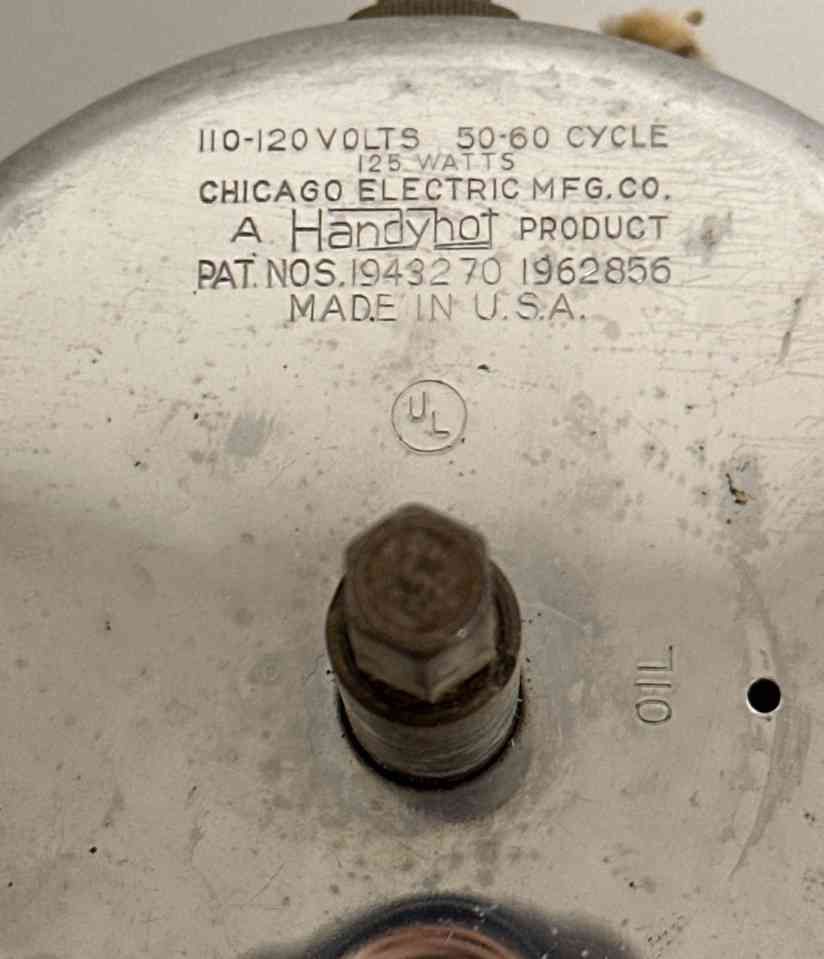 110-120 VOLTS 50-60 CYCLE
125 WATTS
CHICAGO ELECTRIC MFG. CO.
A Handyhot PRODUCT
PAT. NOS. 1943270 1962856
MADE IN U.S.A.
UL
OIL